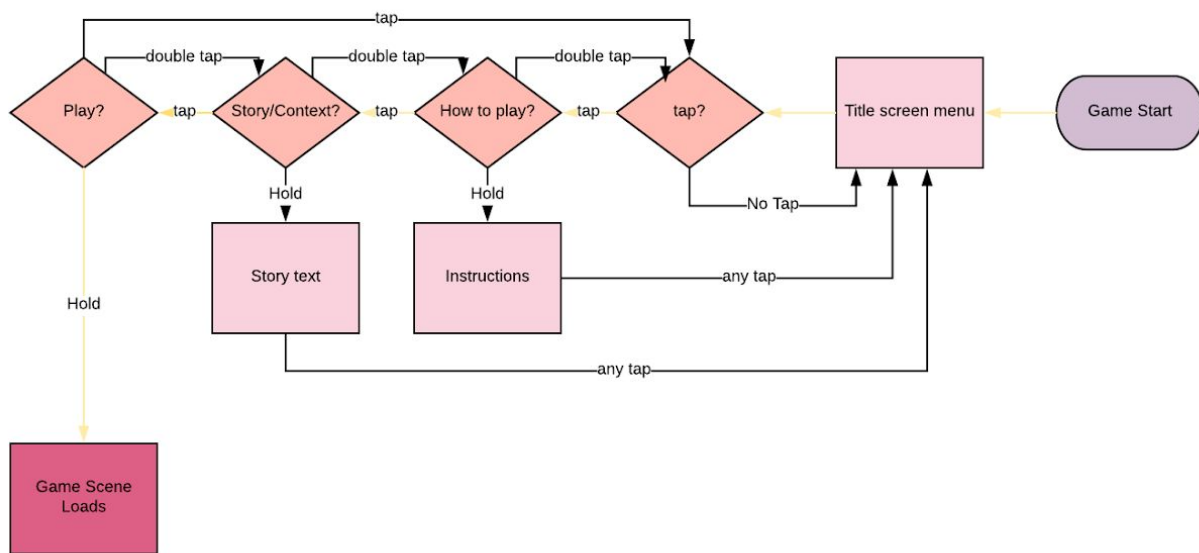 tap
double tap
double tap
double tap
Play?
tap
Story/Context?
tap
How to play?
tap
tap?
Title screen menu
Game Start
Hold
Hold
No Tap
Story text
Instructions
any tap
Hold
any tap
Game Scene
Loads